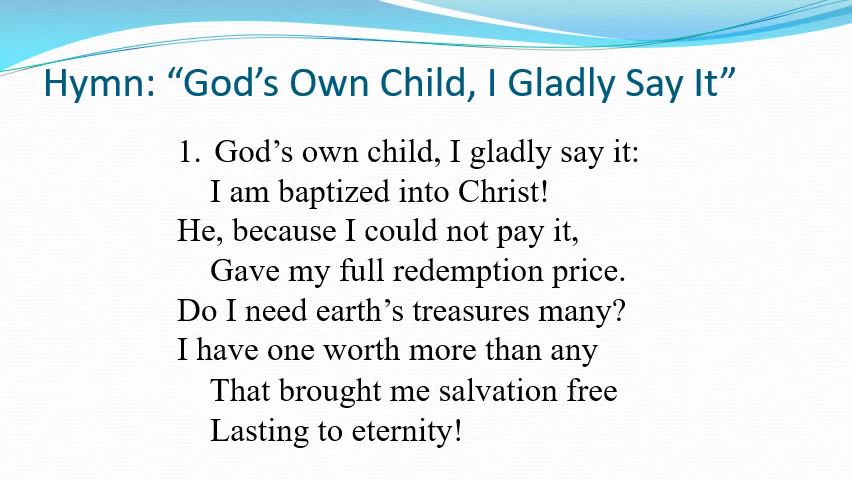 Hymn: “God’s Own Child, I Gladly Say It”
1. God’s own child, I gladly say it:
I am baptized into Christ!
He, because I could not pay it,
Gave my full redemption price.
Do I need earth’s treasures many?
I have one worth more than any
That brought me salvation free
Lasting to eternity!